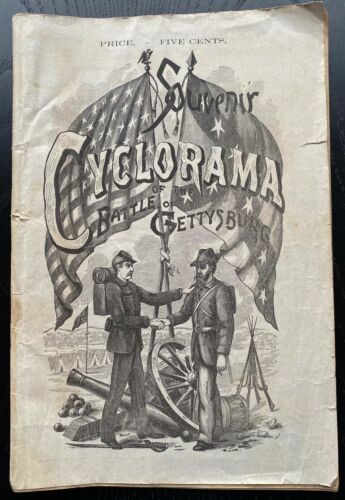 PRICE. - FIVE CENTS.
Souvenir
CYCLORAMA
OF THE
BATTLE OF
GETTYSBURG